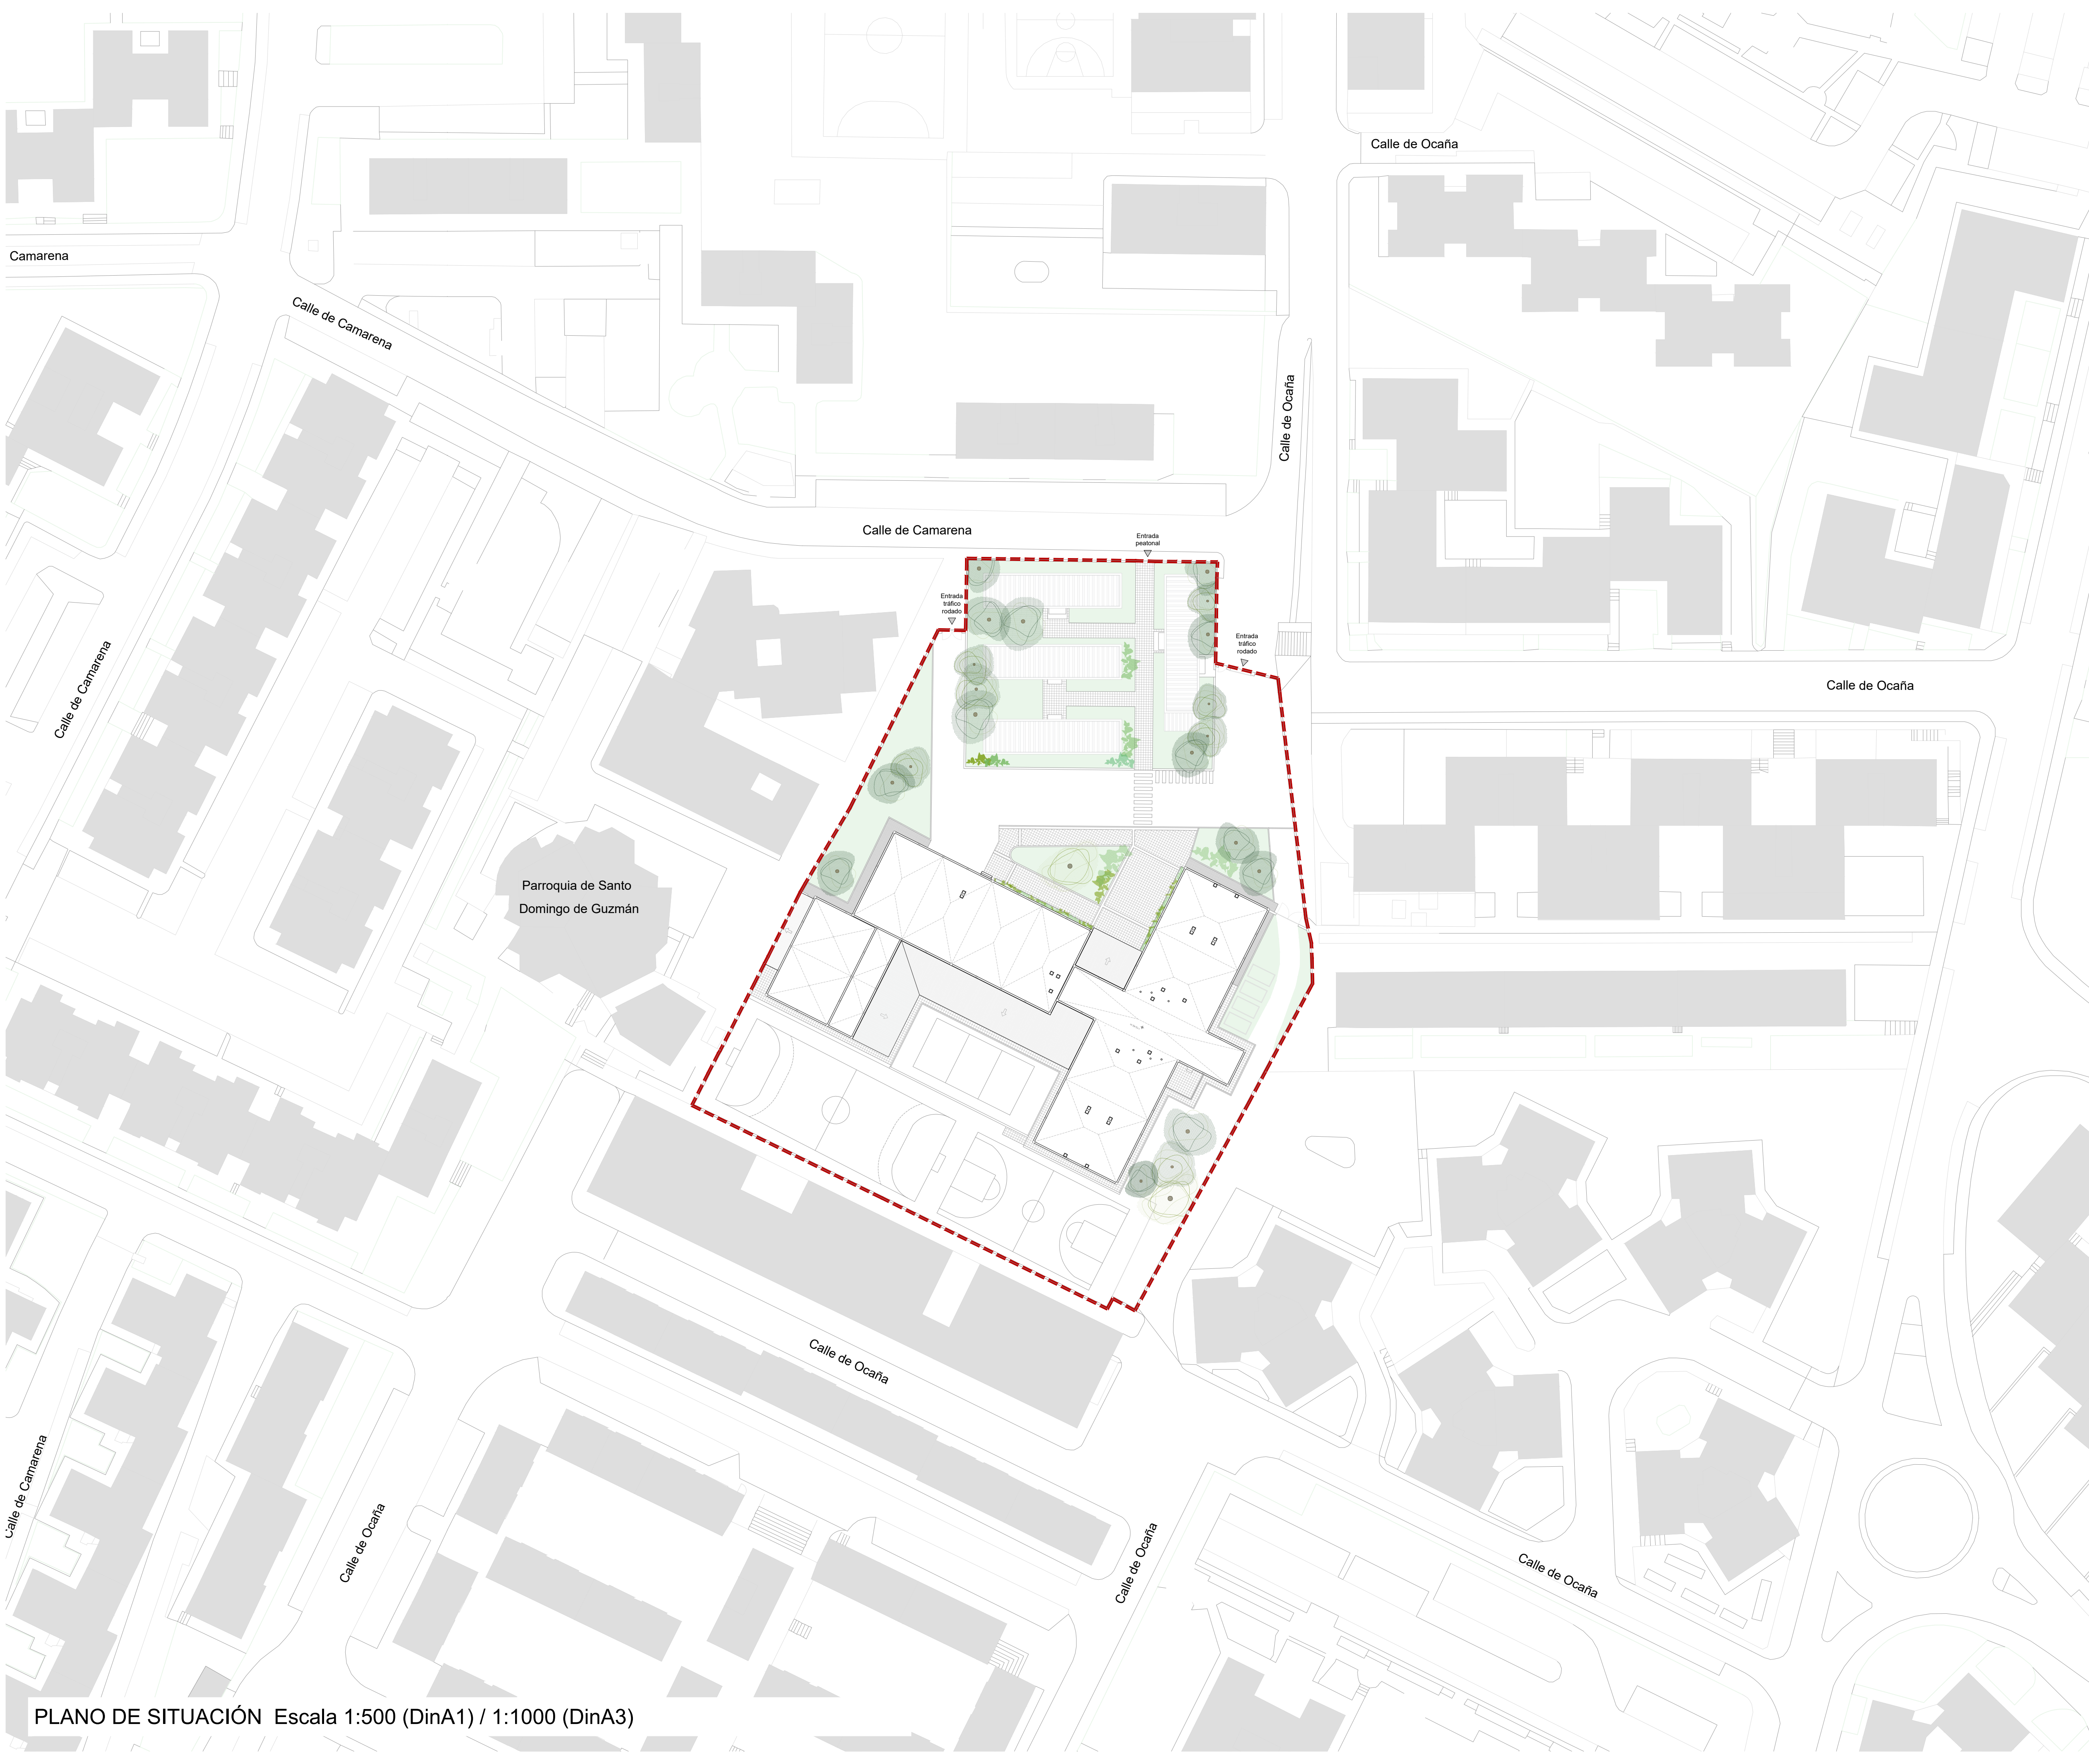 Calle de Ocaña
Camarena
Calle de Camarena
Calle de Ocaña
Calle de Camarena
Entrada
peatonal
Entrada
tráfico
rodado
Entrada
tráfico
rodado
Calle de Camarena
Calle de Ocaña
Parroquia de Santo
Domingo de Guzmán
Calle de Ocaña
Calle de Camarena
Calle de Ocaña
Calle de Ocaña
Calle de Ocaña
PLANO DE SITUACIÓN Escala 1:500 (DinA1) / 1:1000 (DinA3)